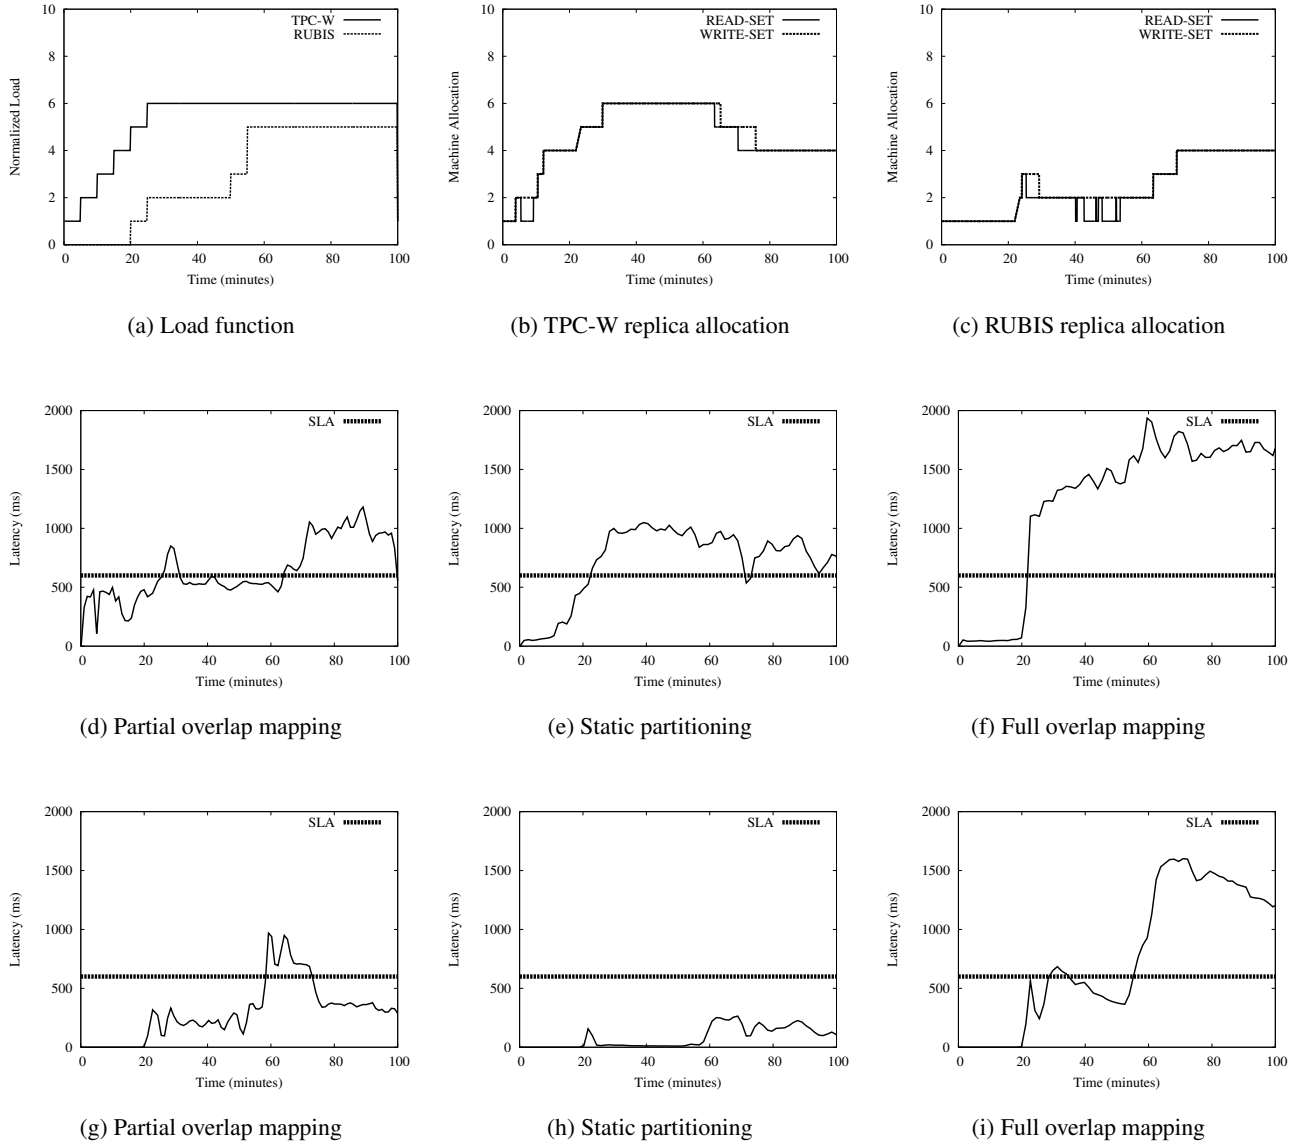 10
8
6
4
2
0
0
20
40
60
80
100
Normalized Load
Time (minutes)
TPC-W
RUBIS
(a) Load function
10
8
6
4
2
0
0
20
40
60
80
100
Machine Allocation
Time (minutes)
READ-SET
WRITE-SET
(b) TPC-W replica allocation
10
8
6
4
2
0
0
20
40
60
80
100
Machine Allocation
Time (minutes)
READ-SET
WRITE-SET
(c) RUBIS replica allocation
2000
1500
1000
500
0
0
20
40
60
80
100
Latency (ms)
Time (minutes)
SLA
(d) Partial overlap mapping
2000
1500
1000
500
0
0
20
40
60
80
100
Latency (ms)
Time (minutes)
SLA
(e) Static partitioning
2000
1500
1000
500
0
0
20
40
60
80
100
Latency (ms)
Time (minutes)
SLA
(f) Full overlap mapping
2000
1500
1000
500
0
0
20
40
60
80
100
Latency (ms)
Time (minutes)
SLA
(g) Partial overlap mapping
2000
1500
1000
500
0
0
20
40
60
80
100
Latency (ms)
Time (minutes)
SLA
(h) Static partitioning
2000
1500
1000
500
0
0
20
40
60
80
100
Latency (ms)
Time (minutes)
SLA
(i) Full overlap mapping